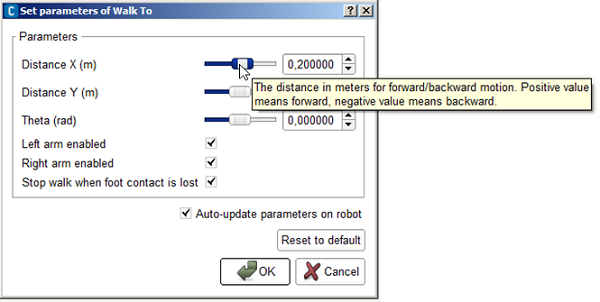 C Set parameters of Walk To ? X
Parameters
Distance X (m) 0,200000
The distance in meters for forward/backward motion. Positive value
means forward, negative value means backward.
Distance Y (m)
Theta (rad) 0,000000
Left arm enabled
Right arm enabled
Stop walk when foot contact is lost
Auto-update parameters on robot
Reset to default
OK Cancel